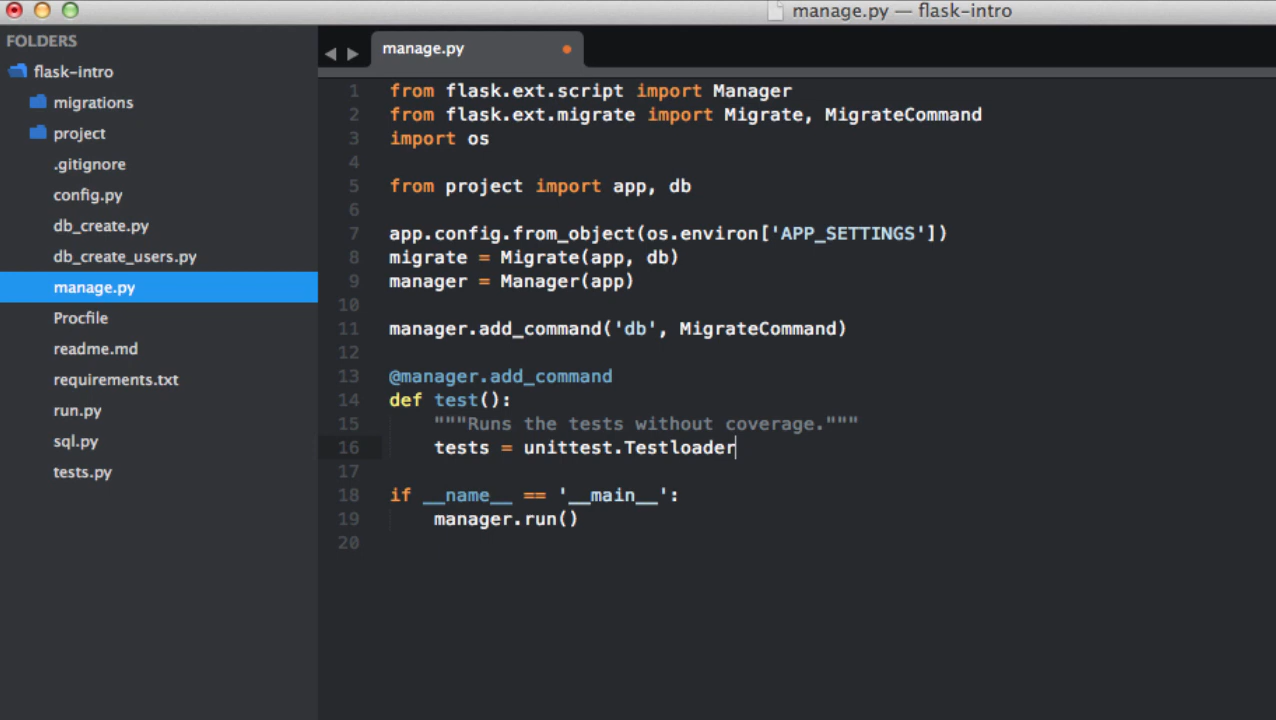 manage.py — flask-intro
FOLDERS
flask-intro
migrations
project
.gitignore
config.py
db_create.py
db_create_users.py
manage.py
Procfile
readme.md
requirements.txt
run.py
sql.py
tests.py
manage.py
1 from flask.ext.script import Manager
2 from flask.ext.migrate import Migrate, MigrateCommand
3 import os
4
5 from project import app, db
6
7 app.config.from_object(os.environ['APP_SETTINGS'])
8 migrate = Migrate(app, db)
9 manager = Manager(app)
10
11 manager.add_command('db', MigrateCommand)
12
13 @manager.add_command
14 def test():
15     """Runs the tests without coverage."""
16     tests = unittest.Testloader
17
18 if __name__ == '__main__':
19     manager.run()
20